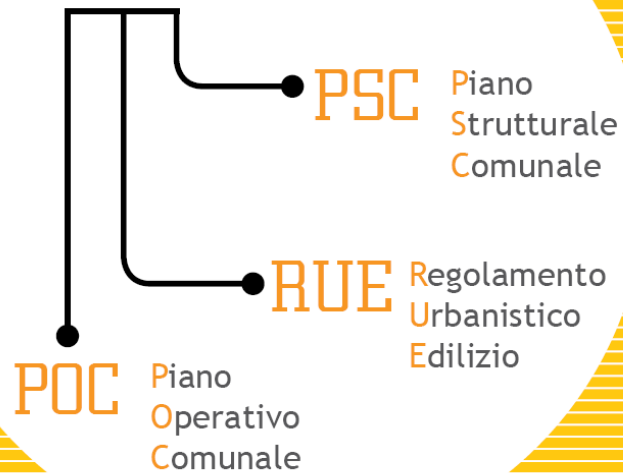 PSC
Piano
Strutturale
Comunale
RUE
Regolamento
Urbanistico
Edilizio
POC
Piano
Operativo
Comunale